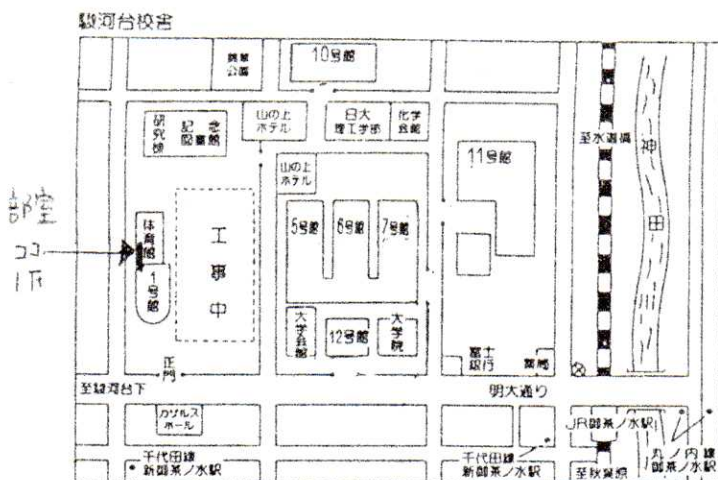 駿河台校舎
錦華
公園
10号館
研究棟
記念
図書館
山の上
ホテル
日大
理工学部
化学
会館
山の上
ホテル
11号館
至水道橋
神
田
部室
ココ
1F
体育館
1号館
工事中
5号館
6号館
7号館
大学会館
12号館
大学院
富士
銀行
薬局
正門
至駿河台下
明大通り
カザルス
ホール
千代田線
新御茶ノ水駅
千代田線
新御茶ノ水駅
JR御茶ノ水駅
至秋葉原
丸ノ内線
御茶ノ水駅